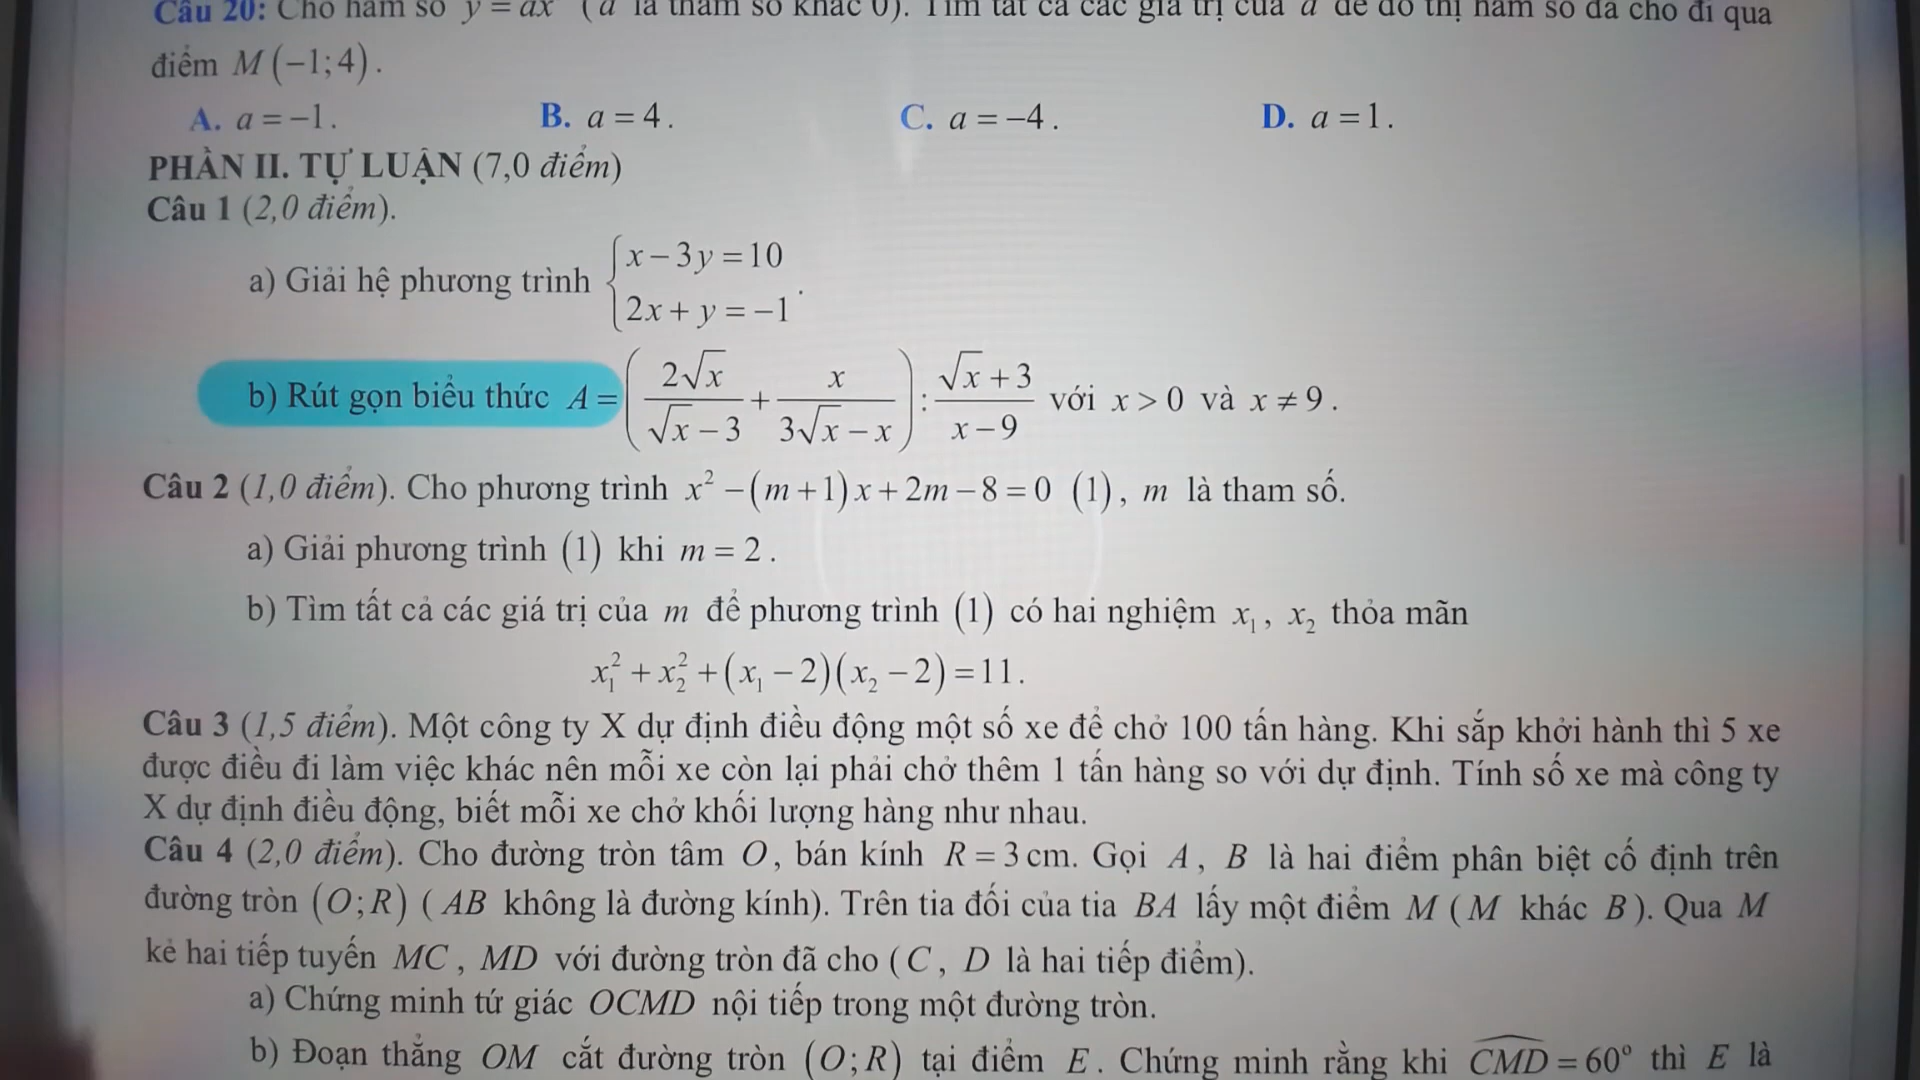 Câu 20: Cho hàm số y = ax² (a là tham số khác 0). Tìm tất cả các giá trị của a để đồ thị hàm số đã cho đi qua
điểm M(−1;4).
A. a = −1. B. a = 4. C. a = −4. D. a = 1.
PHẦN II. TỰ LUẬN (7,0 điểm)
Câu 1 (2,0 điểm).
a) Giải hệ phương trình { x − 3y = 10
2x + y = −1 .
b) Rút gọn biểu thức A = ( 2√x / (√x − 3) + x / (3√x − x) ) : (√x + 3) / (x − 9) với x > 0 và x ≠ 9.
Câu 2 (1,0 điểm). Cho phương trình x² − (m + 1)x + 2m − 8 = 0 (1), m là tham số.
a) Giải phương trình (1) khi m = 2.
b) Tìm tất cả các giá trị của m để phương trình (1) có hai nghiệm x₁, x₂ thỏa mãn
x₁² + x₂² + (x₁ − 2)(x₂ − 2) = 11.
Câu 3 (1,5 điểm). Một công ty X dự định điều động một số xe để chở 100 tấn hàng. Khi sắp khởi hành thì 5 xe
được điều đi làm việc khác nên mỗi xe còn lại phải chở thêm 1 tấn hàng so với dự định. Tính số xe mà công ty
X dự định điều động, biết mỗi xe chở khối lượng hàng như nhau.
Câu 4 (2,0 điểm). Cho đường tròn tâm O, bán kính R = 3 cm. Gọi A, B là hai điểm phân biệt cố định trên
đường tròn (O;R) (AB không là đường kính). Trên tia đối của tia BA lấy một điểm M (M khác B). Qua M
kẻ hai tiếp tuyến MC, MD với đường tròn đã cho (C, D là hai tiếp điểm).
a) Chứng minh tứ giác OCMD nội tiếp trong một đường tròn.
b) Đoạn thẳng OM cắt đường tròn (O;R) tại điểm E. Chứng minh rằng khi CMD = 60° thì E là